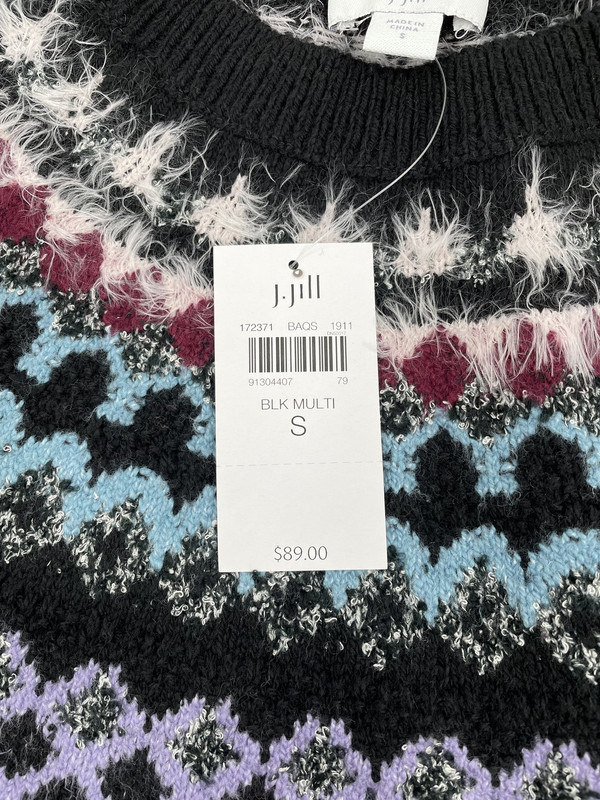 J.Jill
MADE IN
CHINA
S
J.Jill
172371 BAQS 1911
91304407 79
BLK MULTI
S
$89.00